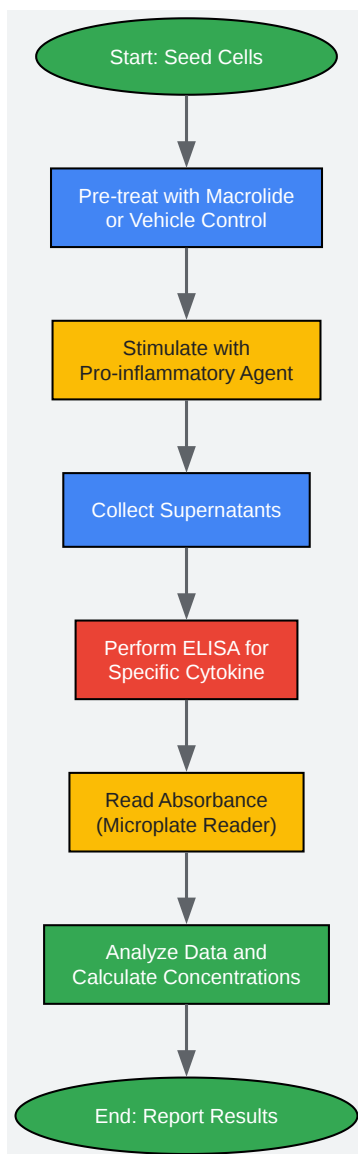 Start: Seed Cells
Pre-treat with Macrolide
or Vehicle Control
Stimulate with
Pro-inflammatory Agent
Collect Supernatants
Perform ELISA for
Specific Cytokine
Read Absorbance
(Microplate Reader)
Analyze Data and
Calculate Concentrations
End: Report Results